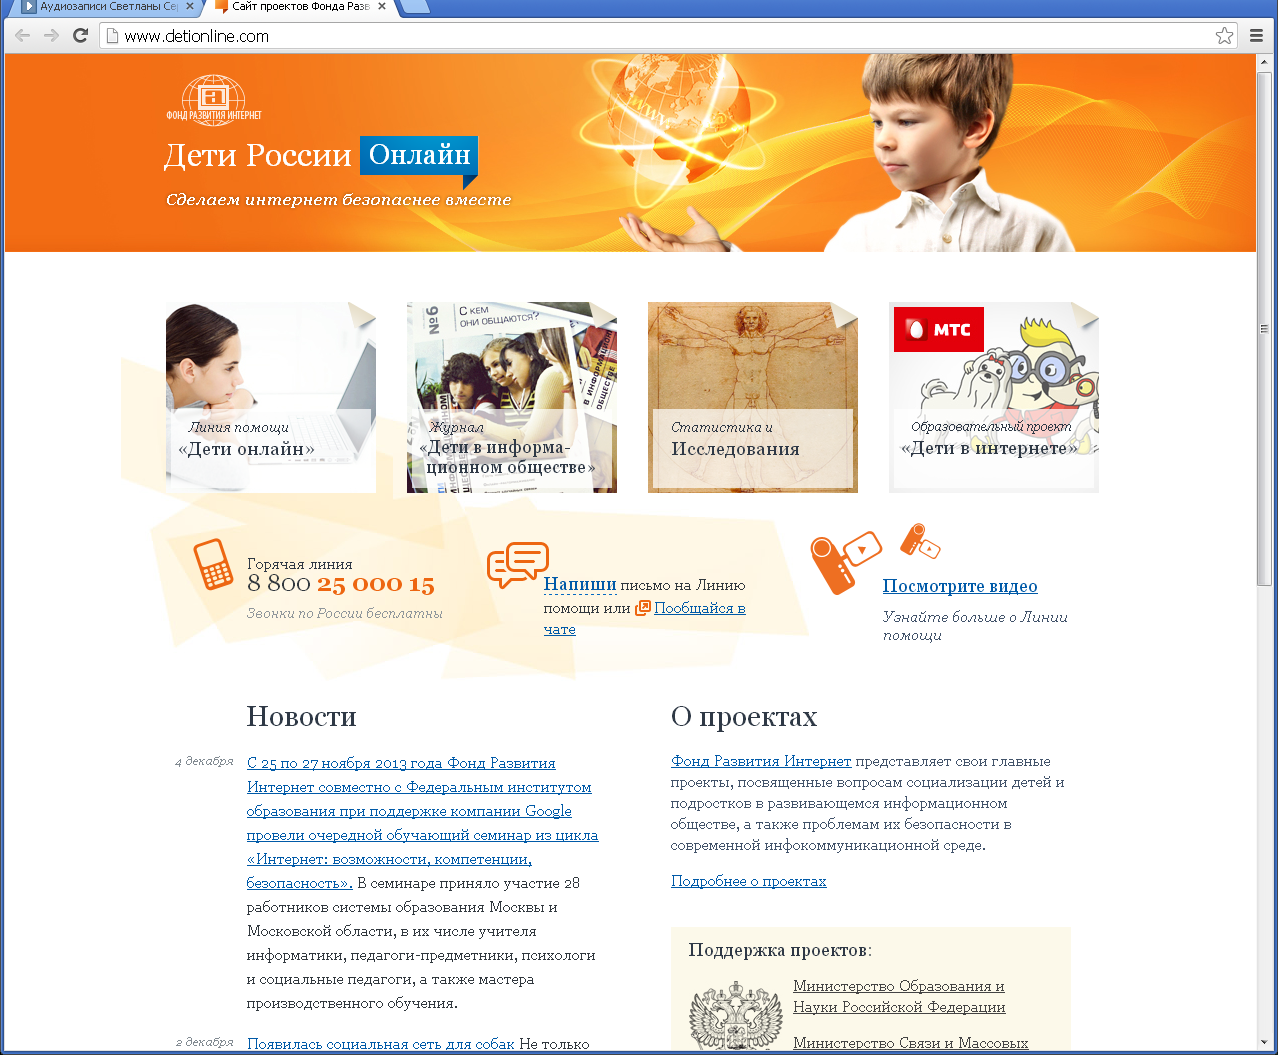 Аудиозаписи Светланы Сер
Сайт проектов Фонда Разв
www.detionline.com
ФОНД РАЗВИТИЯ ИНТЕРНЕТ
Дети России Онлайн
Сделаем интернет безопаснее вместе
Линия помощи
«Дети онлайн»
№6
С КЕМ
ОНИ ОБЩАЮТСЯ?
Журнал
«Дети в информа-
ционном обществе»
Статистика и
Исследования
МТС
Образовательный проект
«Дети в интернете»
Горячая линия
8 800 25 000 15
Звонки по России бесплатны
Напиши письмо на Линию
помощи или Пообщайся в
чате
Посмотрите видео
Узнайте больше о Линии
помощи
Новости
4 декабря
С 25 по 27 ноября 2013 года Фонд Развития
Интернет совместно с Федеральным институтом
образования при поддержке компании Google
провели очередной обучающий семинар из цикла
«Интернет: возможности, компетенции,
безопасность». В семинаре приняло участие 28
работников системы образования Москвы и
Московской области, в их числе учителя
информатики, педагоги-предметники, психологи
и социальные педагоги, а также мастера
производственного обучения.
2 декабря
Появилась социальная сеть для собак Не только
О проектах
Фонд Развития Интернет представляет свои главные
проекты, посвященные вопросам социализации детей и
подростков в развивающемся информационном
обществе, а также проблемам их безопасности в
современной инфокоммуникационной среде.
Подробнее о проектах
Поддержка проектов:
Министерство Образования и
Науки Российской Федерации
Министерство Связи и Массовых